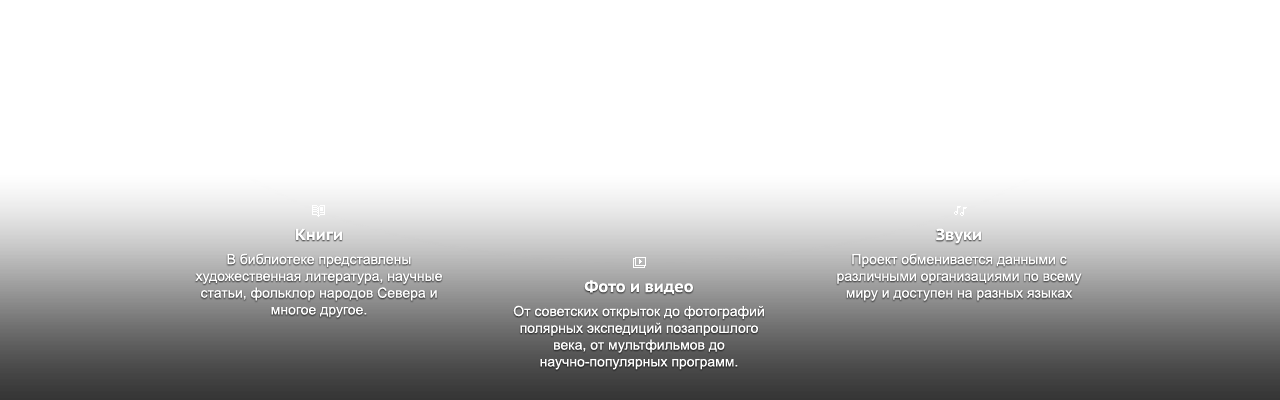 Книги
В библиотеке представлены
художественная литература, научные
статьи, фольклор народов Севера и
многое другое.
Фото и видео
От советских открыток до фотографий
полярных экспедиций позапрошлого
века, от мультфильмов до
научно-популярных программ.
Звуки
Проект обменивается данными с
различными организациями по всему
миру и доступен на разных языках